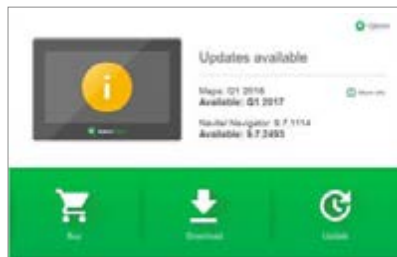 Options
Updates available
Maps: Q1 2016
Available: Q1 2017
More info
Navitel Navigator 9.7.1114
Available: 9.7.2493
Buy
Download
Update